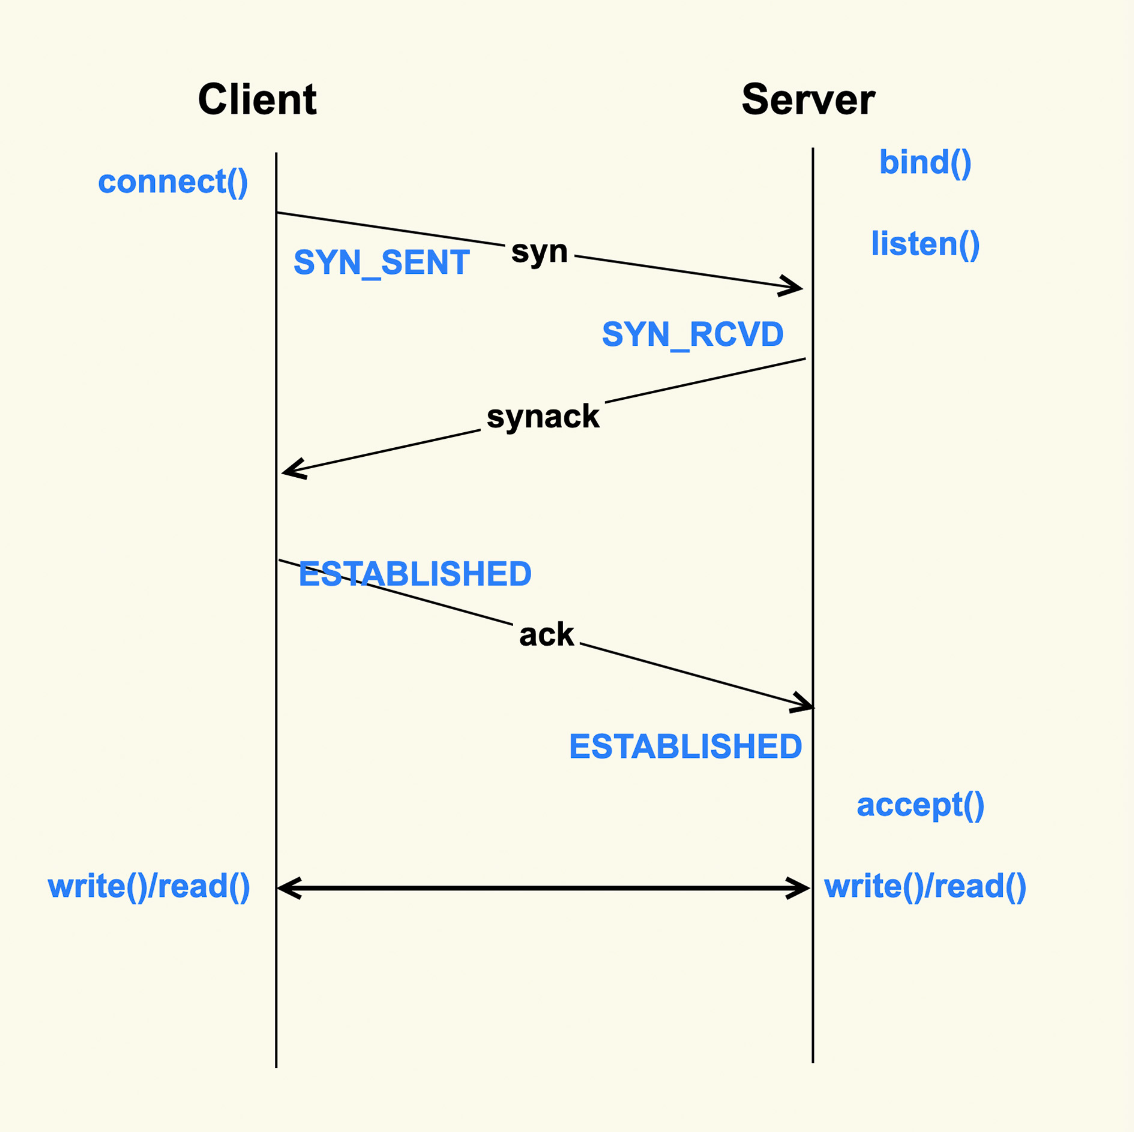 Client
Server
connect()
bind()
syn
listen()
SYN_SENT
SYN_RCVD
synack
ESTABLISHED
ack
ESTABLISHED
accept()
write()/read()
write()/read()